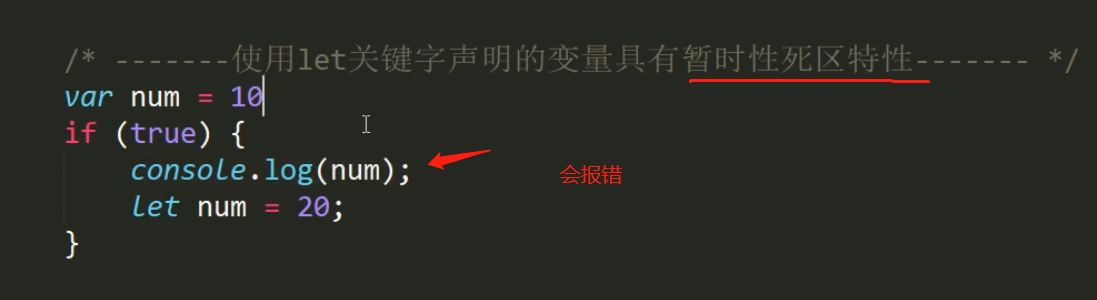 /* -------使用let关键字声明的变量具有暂时性死区特性------- */
var num = 10
if (true) {
console.log(num);
会报错
let num = 20;
}